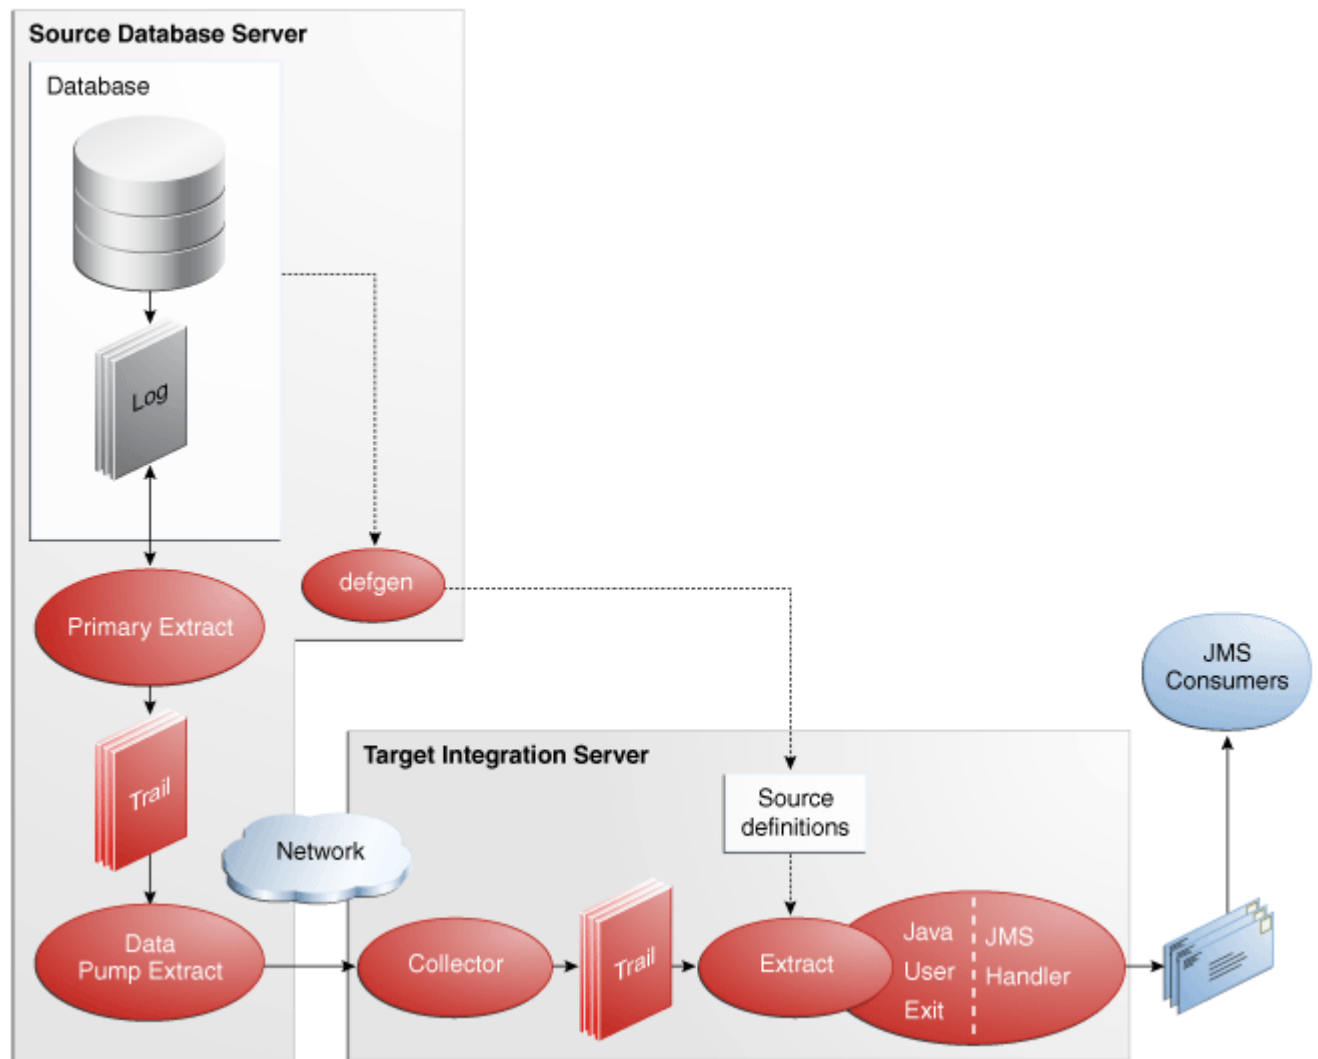 Source Database Server
Database
Log
defgen
Primary Extract
Trail
Network
Data
Pump Extract
Target Integration Server
Source
definitions
Collector
Trail
Extract
Java
User
Exit
JMS
Handler
JMS
Consumers